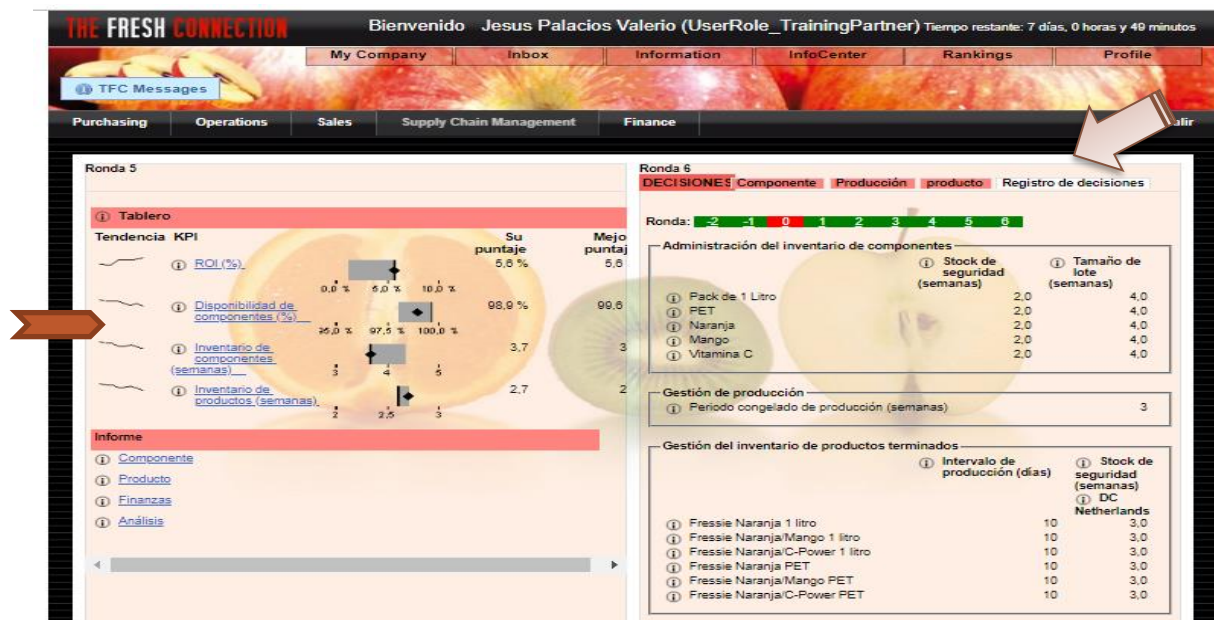 THE FRESH CONNECTION
Bienvenido Jesus Palacios Valerio (UserRole_TrainingPartner) Tiempo restante: 7 días, 0 horas y 49 minutos
My Company Inbox Information InfoCenter Rankings Profile
TFC Messages
Purchasing Operations Sales Supply Chain Management Finance alir
Ronda 5
Tablero
Tendencia KPI Su puntaje Mejo puntaj
ROI (%) 5,6 % 5,6
0,0 % 5,0 % 10,0 %
Disponibilidad de componentes (%) 98,9 % 99,6
97,5 % 100,0 %
Inventario de componentes (semanas) 3,7 3
3 4 5
Inventario de productos (semanas) 2,7 2
2 2,5 3
Informe
Componente
Producto
Finanzas
Análisis
Ronda 6
DECISIONES Componente Producción producto Registro de decisiones
Ronda: -2 -1 0 1 2 3 4 5 6
Administración del inventario de componentes
Stock de seguridad (semanas) Tamaño de lote (semanas)
Pack de 1 Litro 2,0 4,0
PET 2,0 4,0
Naranja 2,0 4,0
Mango 2,0 4,0
Vitamina C 2,0 4,0
Gestión de producción
Periodo congelado de producción (semanas) 3
Gestión del inventario de productos terminados
Intervalo de producción (días) Stock de seguridad (semanas)
DC Netherlands
Fressie Naranja 1 litro 10 3,0
Fressie Naranja/Mango 1 litro 10 3,0
Fressie Naranja/C-Power 1 litro 10 3,0
Fressie Naranja PET 10 3,0
Fressie Naranja/Mango PET 10 3,0
Fressie Naranja/C-Power PET 10 3,0